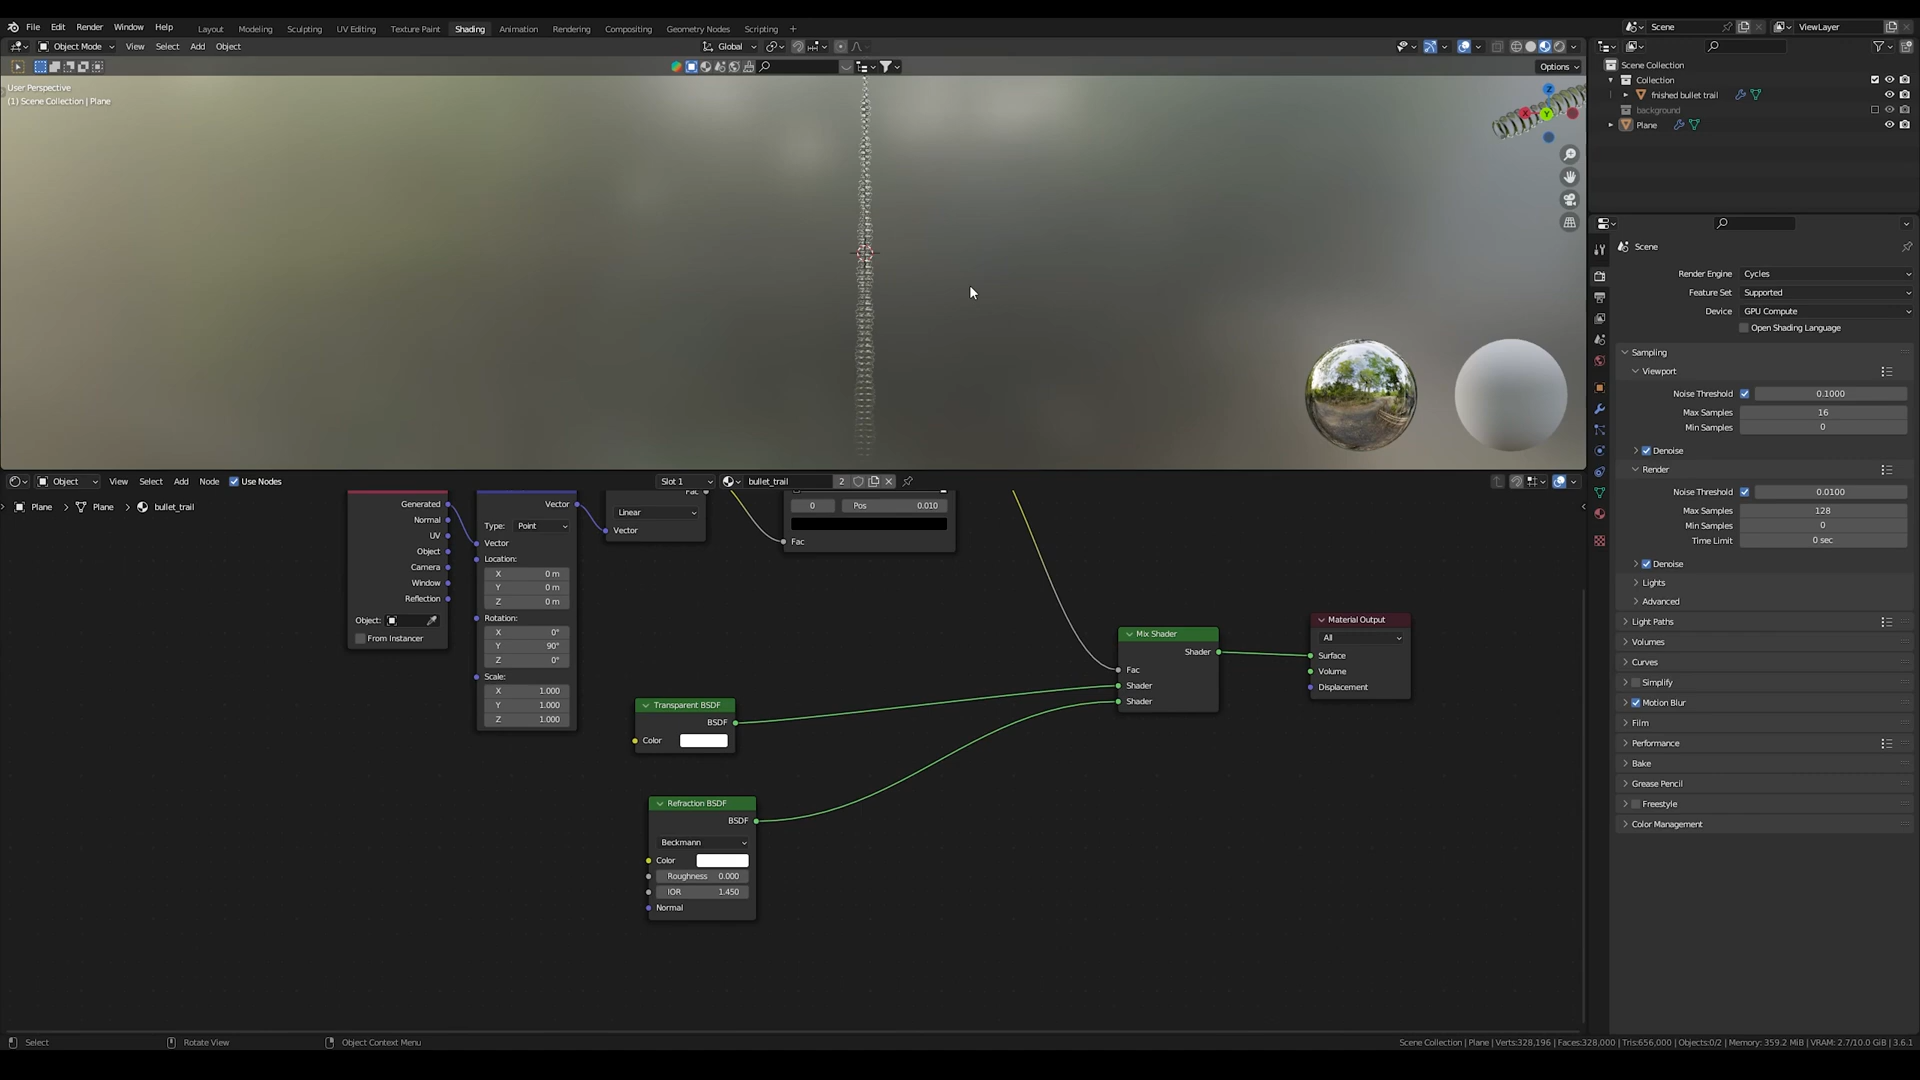 File Edit Render Window Help Layout Modeling Sculpting UV Editing Texture Paint Shading Animation Rendering Compositing Geometry Nodes Scripting + Scene ViewLayer
Object Mode View Select Add Object Global
Options
User Perspective
(1) Scene Collection | Plane
Z
X
Y
Scene Collection
Collection
fnished bullet trail
background
Plane
Scene
Render Engine Cycles
Feature Set Supported
Device GPU Compute
Open Shading Language
Sampling
Viewport
Noise Threshold 0.1000
Max Samples 16
Min Samples 0
Denoise
Render
Noise Threshold 0.0100
Max Samples 128
Min Samples 0
Time Limit 0 sec
Denoise
Lights
Advanced
Light Paths
Volumes
Curves
Simplify
Motion Blur
Film
Performance
Bake
Grease Pencil
Freestyle
Color Management
Object View Select Add Node Use Nodes Slot 1 bullet_trail 2
Plane > Plane > bullet_trail
Generated
Normal
UV
Object
Camera
Window
Reflection
Object:
From Instancer
Vector
Type: Point
Vector
Location:
X 0 m
Y 0 m
Z 0 m
Rotation:
X 0°
Y 90°
Z 0°
Scale:
X 1.000
Y 1.000
Z 1.000
Fac
Linear
Vector
0 Pos 0.010
Fac
Transparent BSDF
BSDF
Color
Refraction BSDF
BSDF
Beckmann
Color
Roughness 0.000
IOR 1.450
Normal
Mix Shader
Shader
Fac
Shader
Shader
Material Output
All
Surface
Volume
Displacement
Select Rotate View Object Context Menu Scene Collection | Plane | Verts:328,196 | Faces:328,000 | Tris:656,000 | Objects:0/2 | Memory: 359.2 MiB | VRAM: 2.7/10.0 GiB | 3.6.1